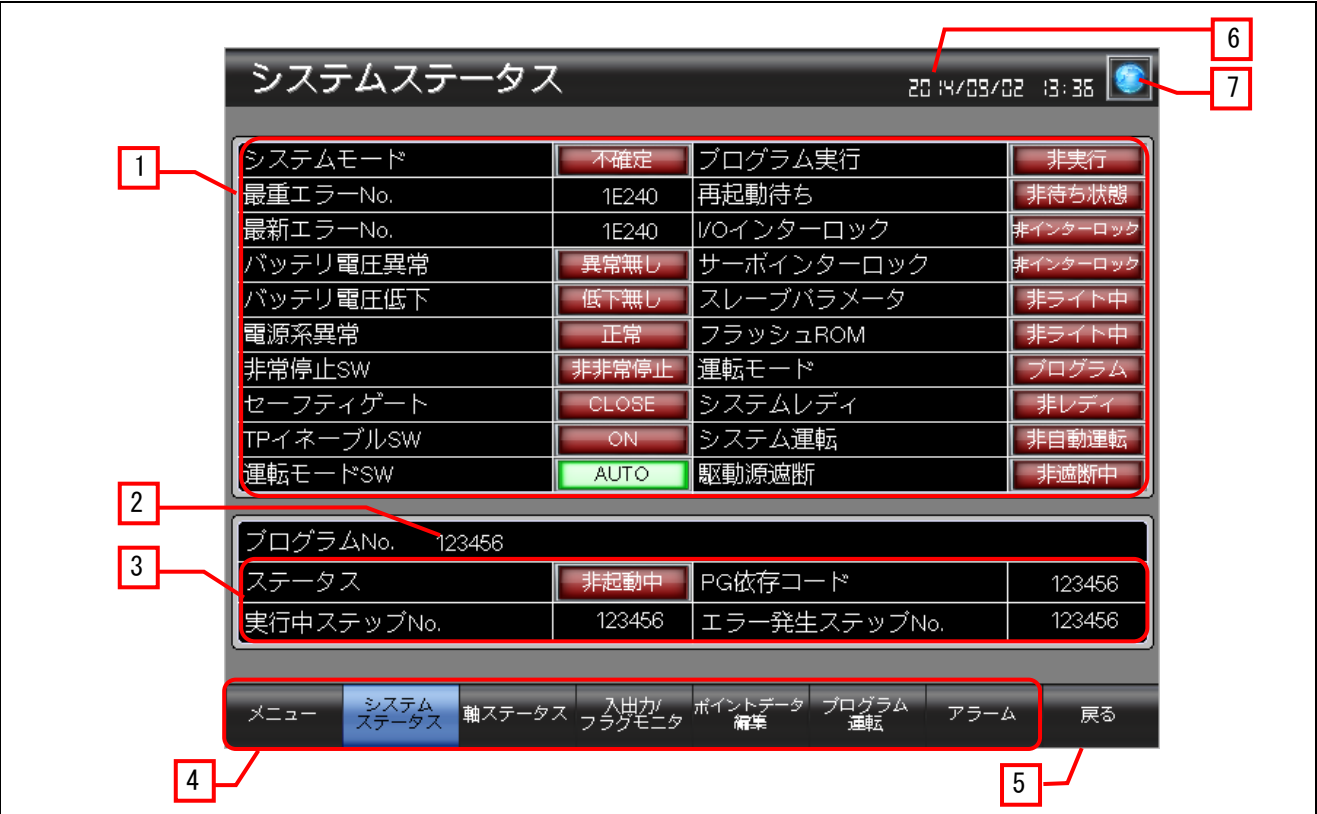 6
システムステータス 2014/09/02 13:36
7
1
システムモード 不確定 プログラム実行 非実行
最重エラーNo. 1E240 再起動待ち 非待ち状態
最新エラーNo. 1E240 I/Oインターロック 非インターロック
バッテリ電圧異常 異常無し サーボインターロック 非インターロック
バッテリ電圧低下 低下無し スレーブパラメータ 非ライト中
電源系異常 正常 フラッシュROM 非ライト中
非常停止SW 非非常停止 運転モード プログラム
セーフティゲート CLOSE システムレディ 非レディ
TPイネーブルSW ON システム運転 非自動運転
運転モードSW AUTO 駆動源遮断 非遮断中
2
プログラムNo. 123456
3
ステータス 非起動中 PG依存コード 123456
実行中ステップNo. 123456 エラー発生ステップNo. 123456
メニュー
システム
ステータス
軸ステータス
入出力/
フラグモニタ
ポイントデータ
編集
プログラム
運転
アラーム
戻る
4
5